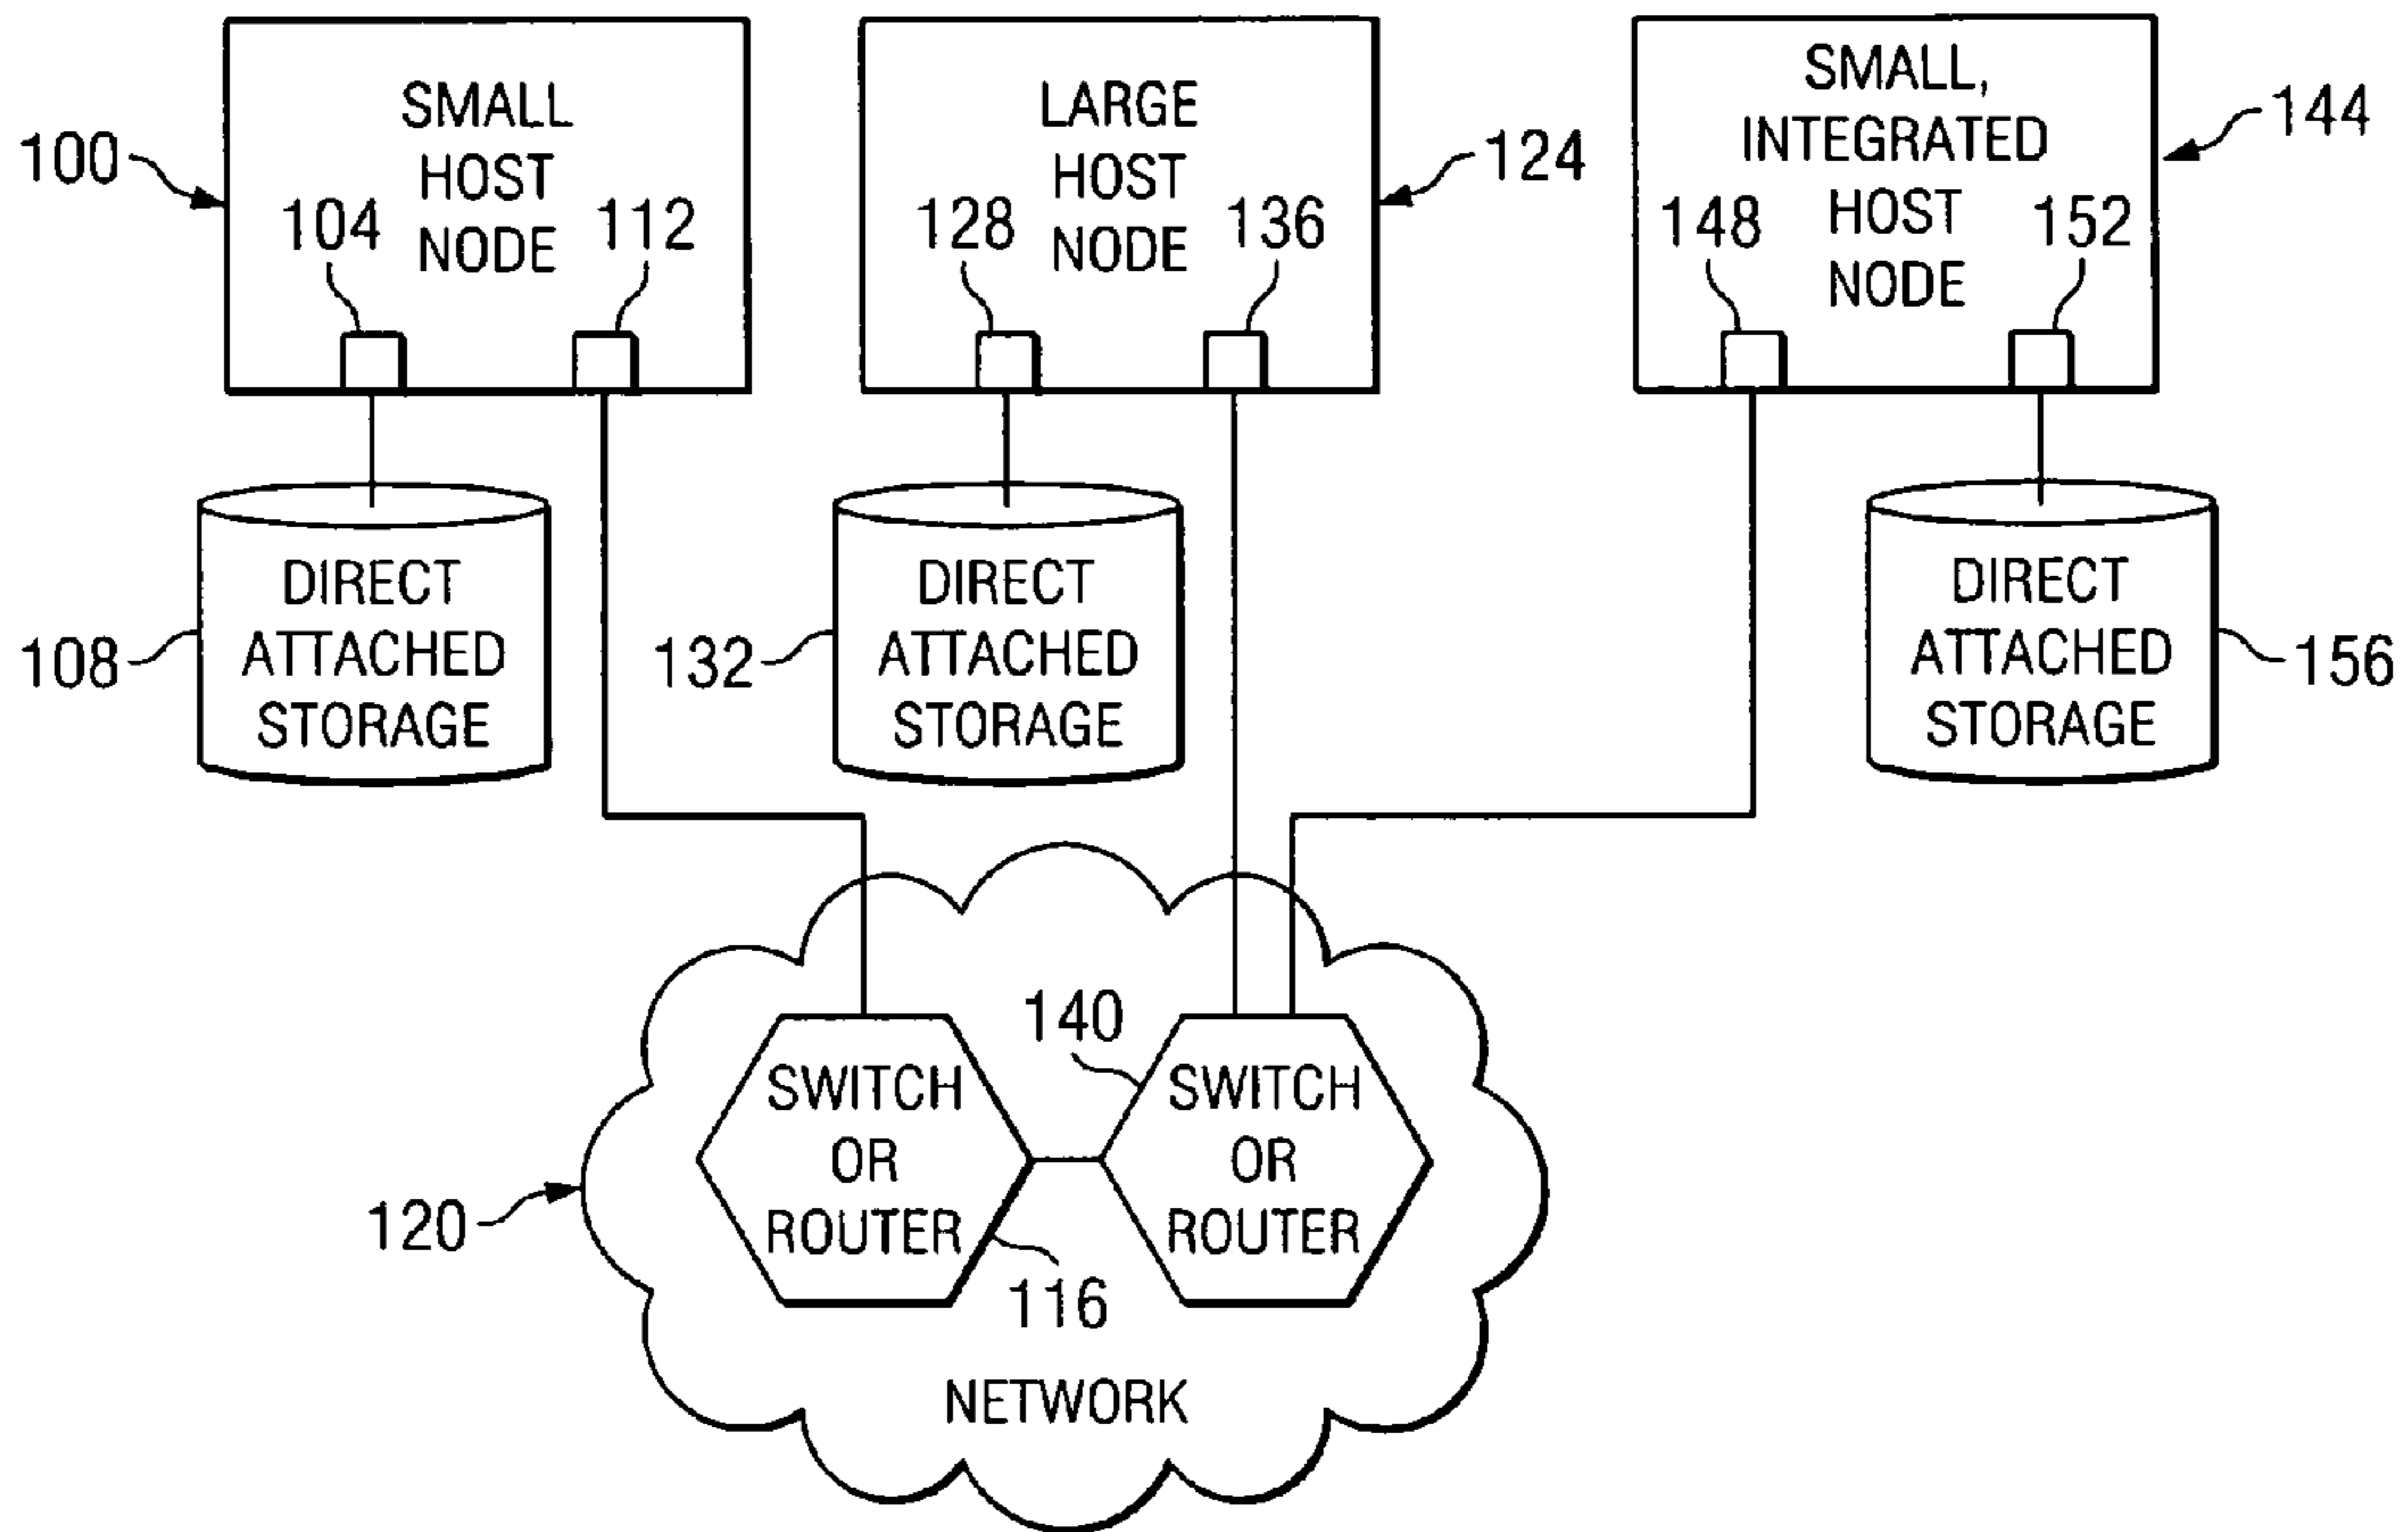 SMALL
HOST
NODE
100
104
112
LARGE
HOST
NODE
124
128
136
SMALL,
INTEGRATED
HOST
NODE
144
148
152
DIRECT
ATTACHED
STORAGE
108
DIRECT
ATTACHED
STORAGE
132
DIRECT
ATTACHED
STORAGE
156
140
SWITCH
OR
ROUTER
SWITCH
OR
ROUTER
120
116
NETWORK